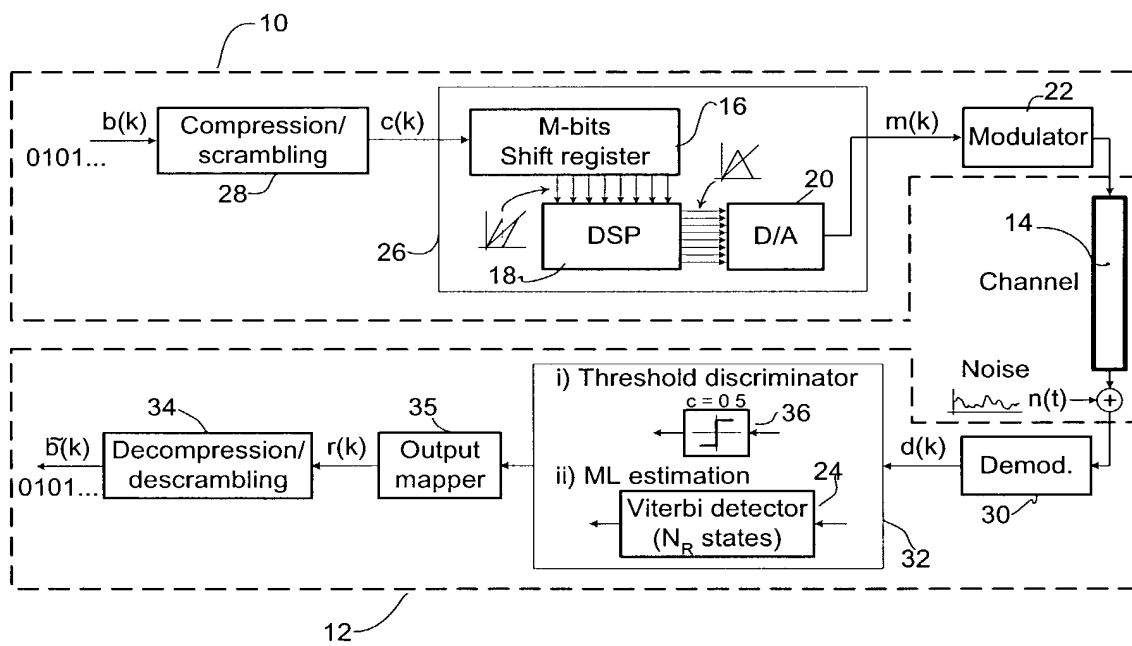 10
b(k)
0101...
Compression/
scrambling
28
c(k)
M-bits
Shift register
16
DSP
18
20
D/A
26
m(k)
22
Modulator
14
Channel
Noise
n(t)
+
i) Threshold discriminator
c = 0 5
36
ii) ML estimation
24
Viterbi detector
(NR states)
32
d(k)
Demod.
30
35
Output
mapper
r(k)
34
Decompression/
descrambling
b̄(k)
0101...
12